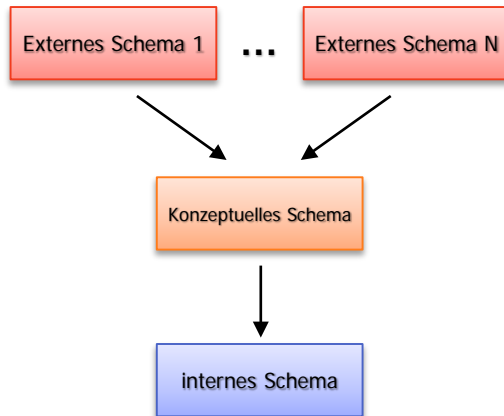 Externes Schema 1 ... Externes Schema N
Konzeptuelles Schema
internes Schema